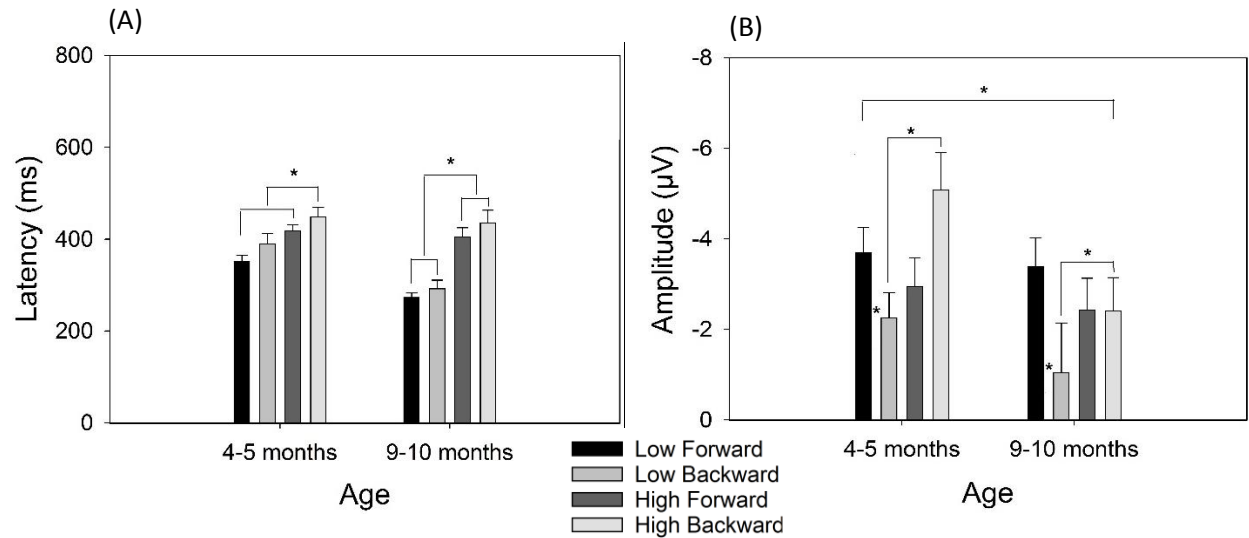 (A)
800
600
400
200
0
Latency (ms)
*
*
4-5 months
9-10 months
Age
(B)
-8
-6
-4
-2
0
Amplitude (µV)
*
*
*
*
*
4-5 months
9-10 months
Age
Low Forward
Low Backward
High Forward
High Backward